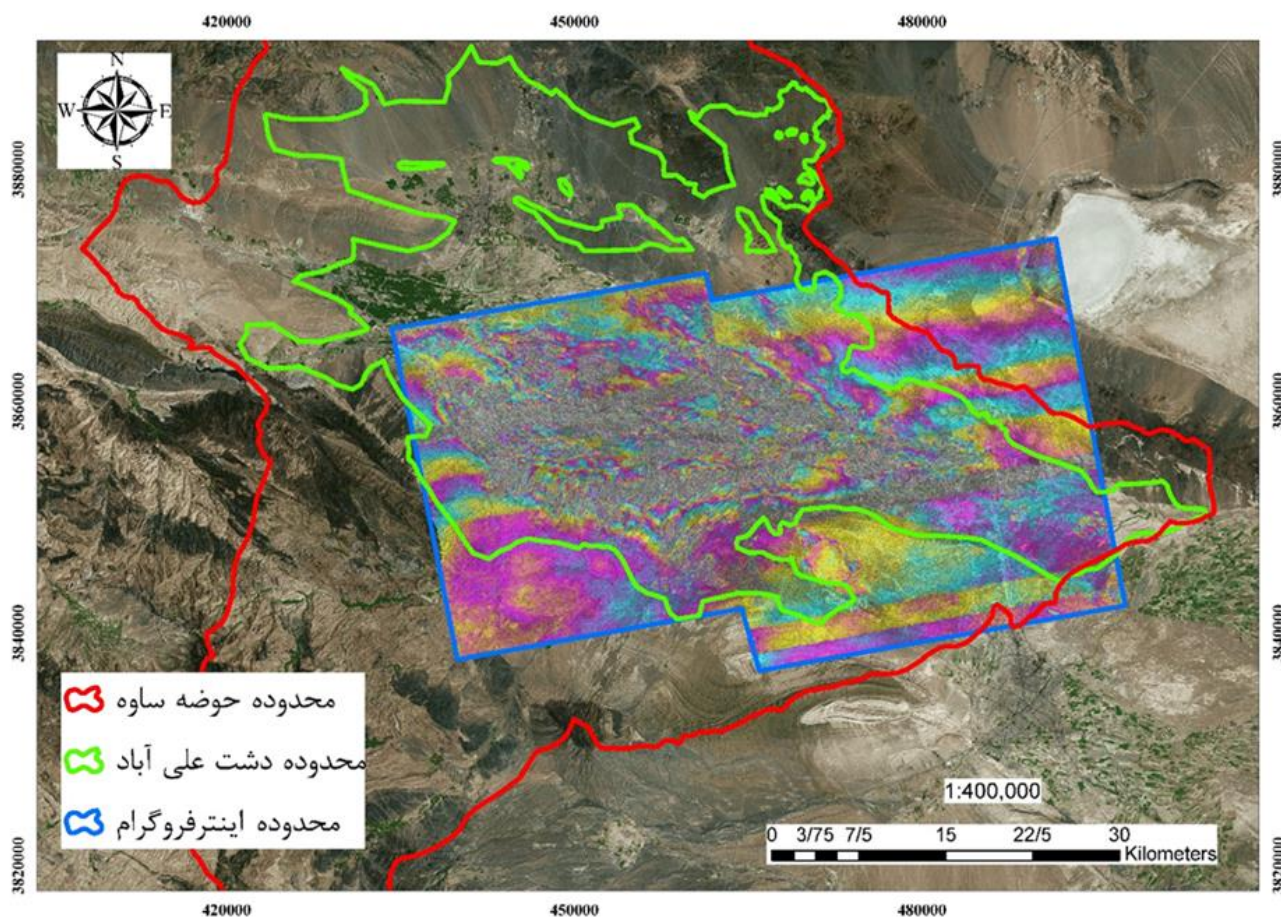 420000 450000 480000
N
W E
S
3880000 3880000
3860000 3860000
3840000 3840000
3820000 3820000
محدوده حوضه ساوه
محدوده دشت علی آباد
محدوده اینترفروگرام
1:400,000
0 3/75 7/5 15 22/5 30
Kilometers
420000 450000 480000